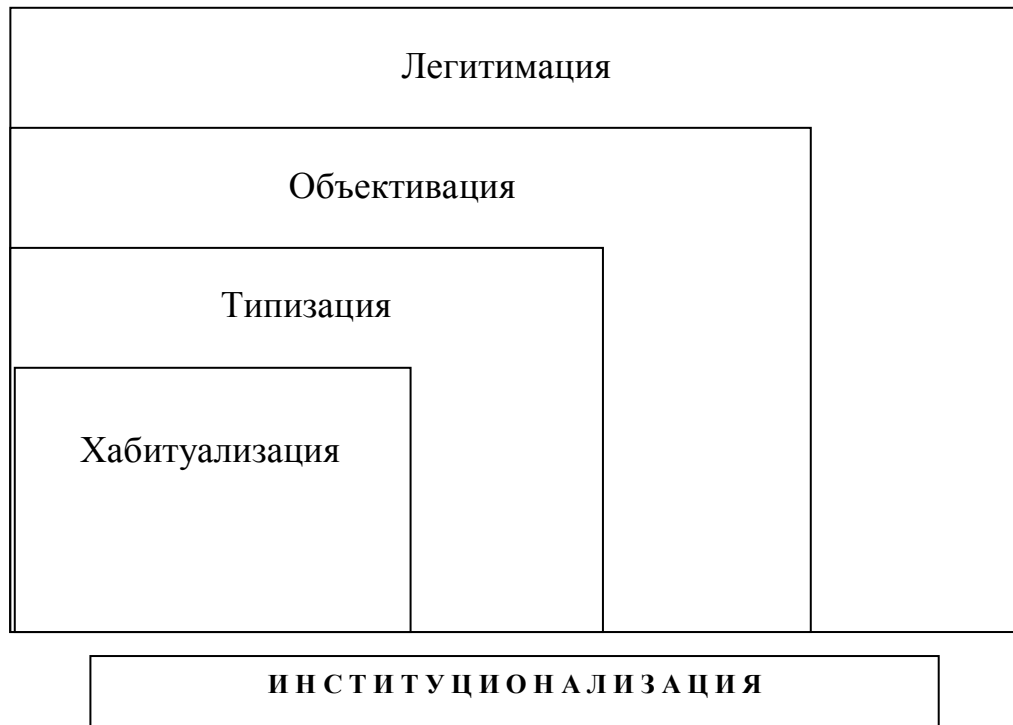 Легитимация
Объективация
Типизация
Хабитуализация
И Н С Т И Т У Ц И О Н А Л И З А Ц И Я